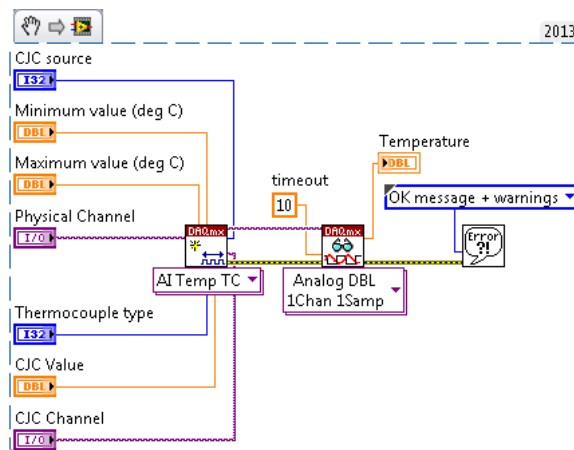 2013
CJC source
I32
Minimum value (deg C)
DBL
Maximum value (deg C)
DBL
Physical Channel
I/O
DAQmx
AI Temp TC
timeout
10
DAQmx
Analog DBL
1Chan 1Samp
Temperature
DBL
OK message + warnings
Error
?!
Thermocouple type
I32
CJC Value
DBL
CJC Channel
I/O